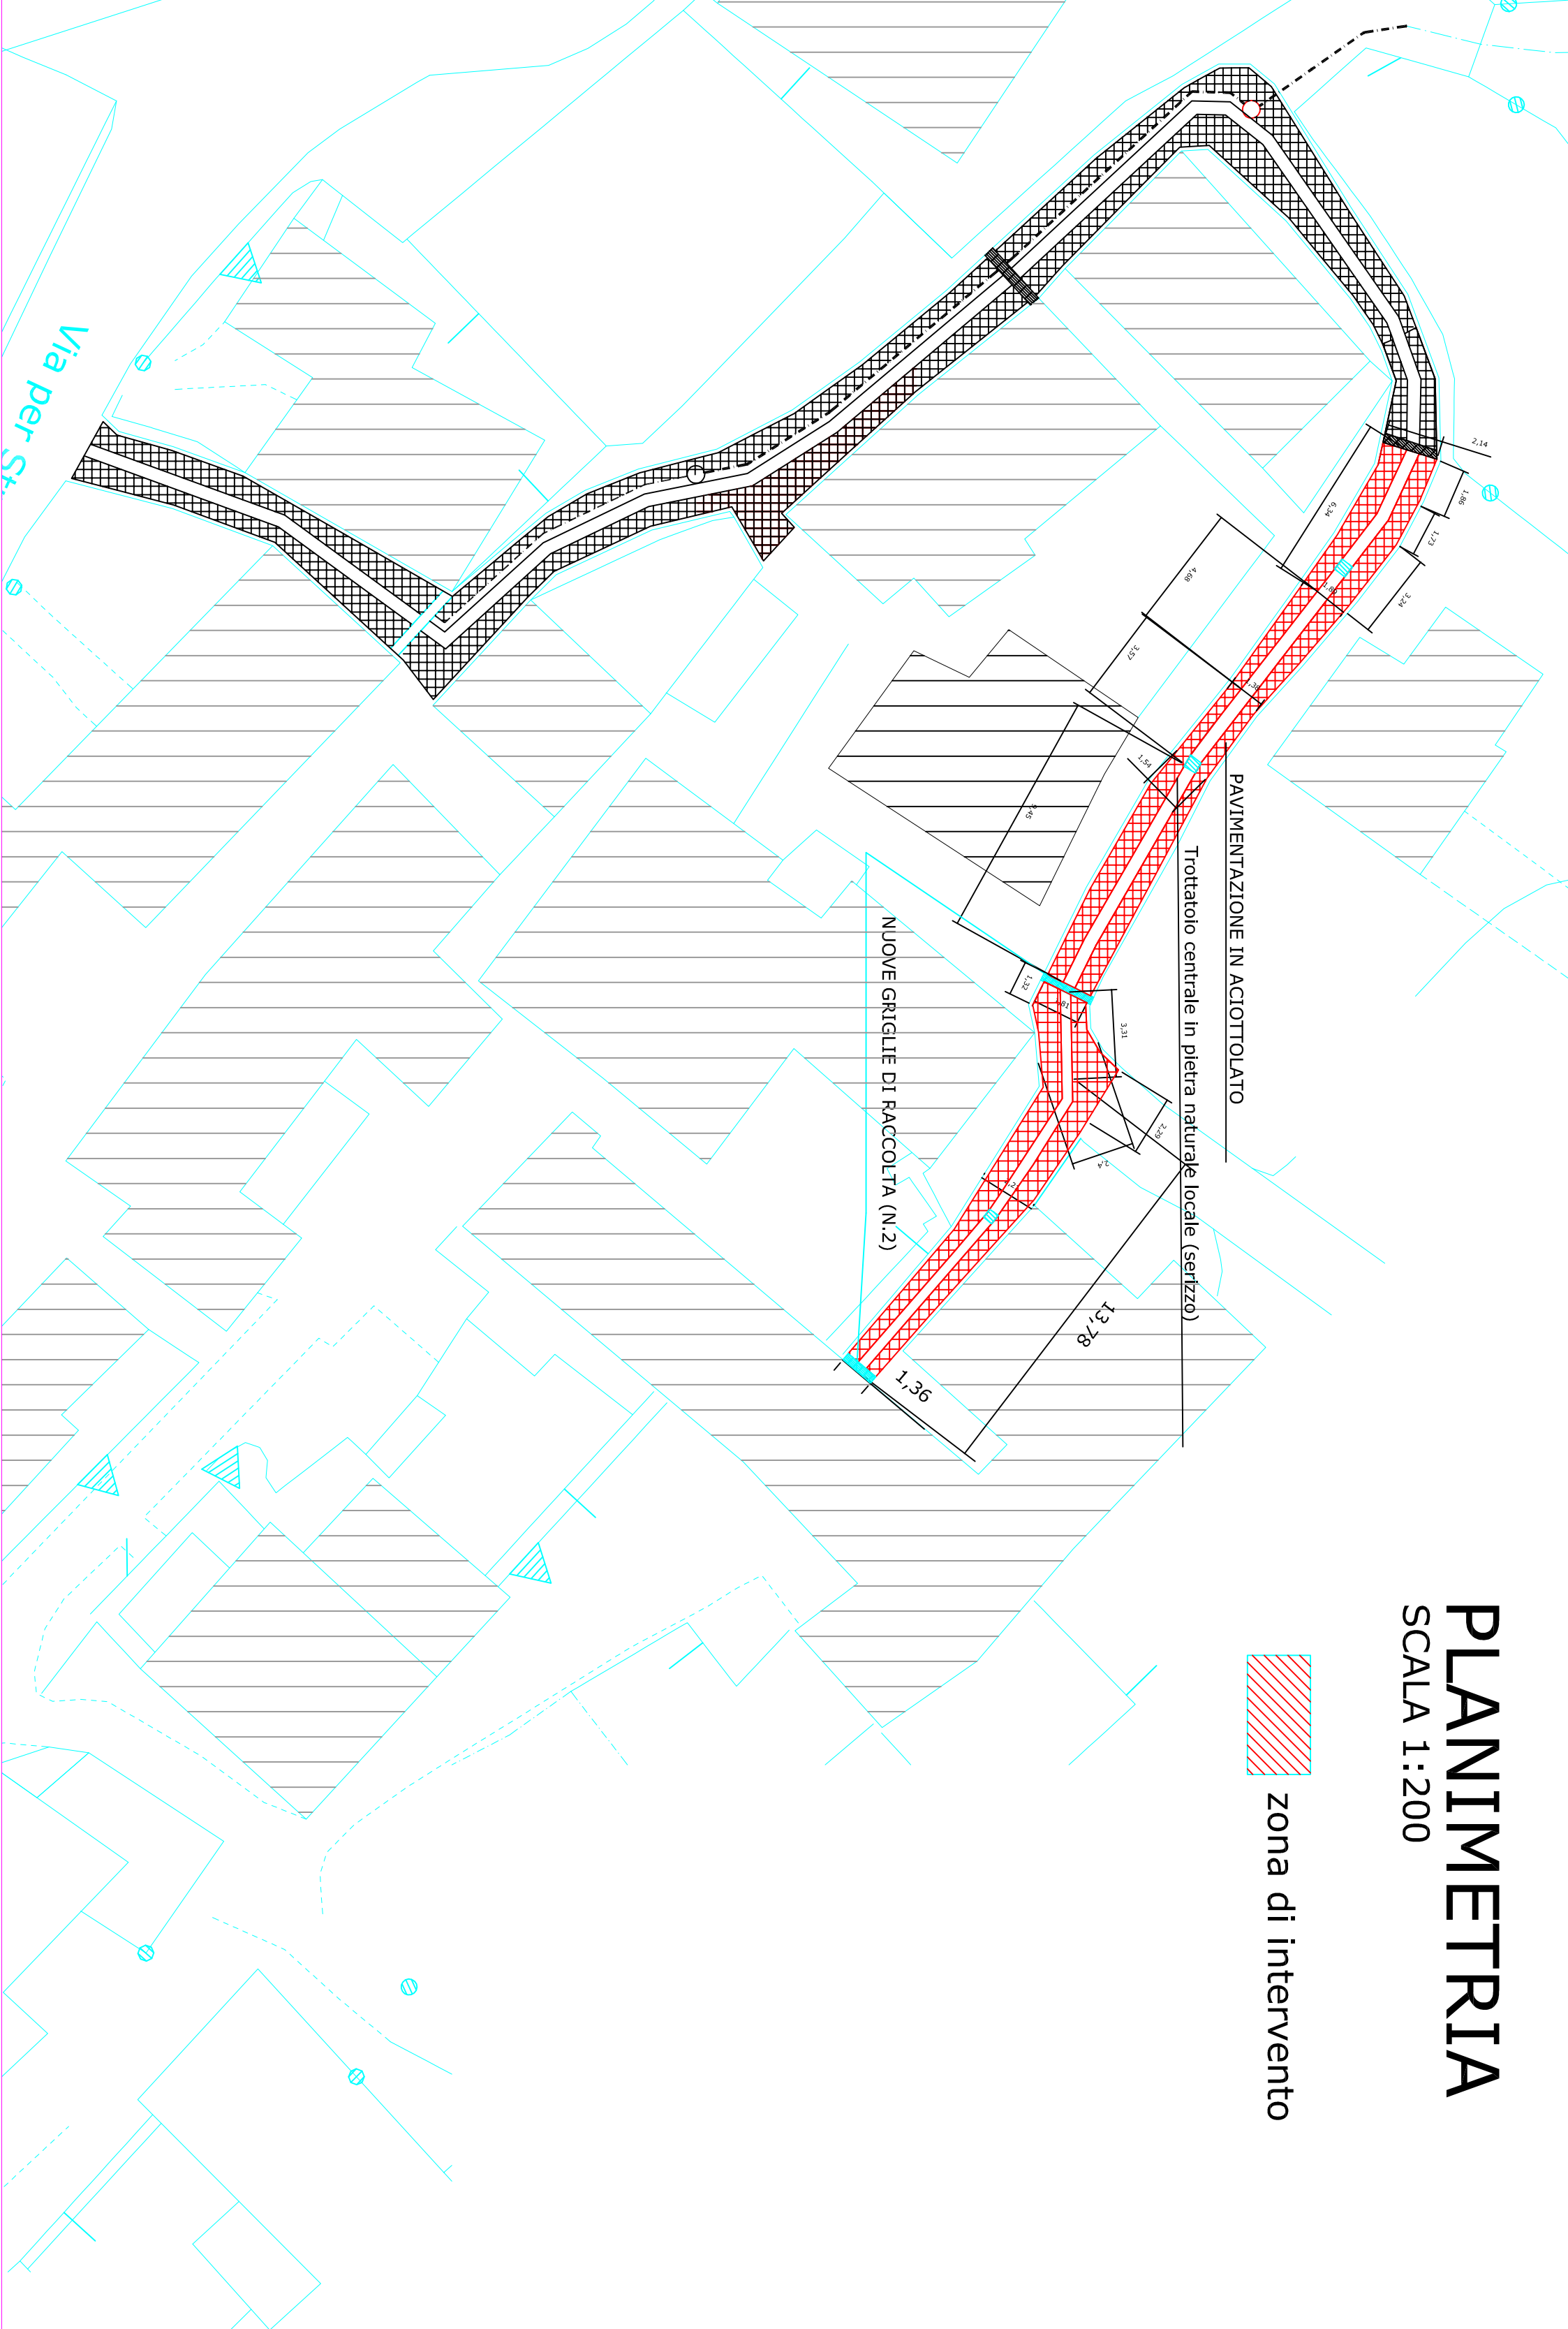 PLANIMETRIA
SCALA 1:200
zona di intervento
PAVIMENTAZIONE IN ACIOTTOLATO
Trottatoio centrale in pietra naturale locale (serizzo)
NUOVE GRIGLIE DI RACCOLTA (N.2)
Via per
2,14
1,86
1,73
6,34
3,24
4,68
3,57
1,54
9,45
1,32
3,31
2,29
13,78
1,36